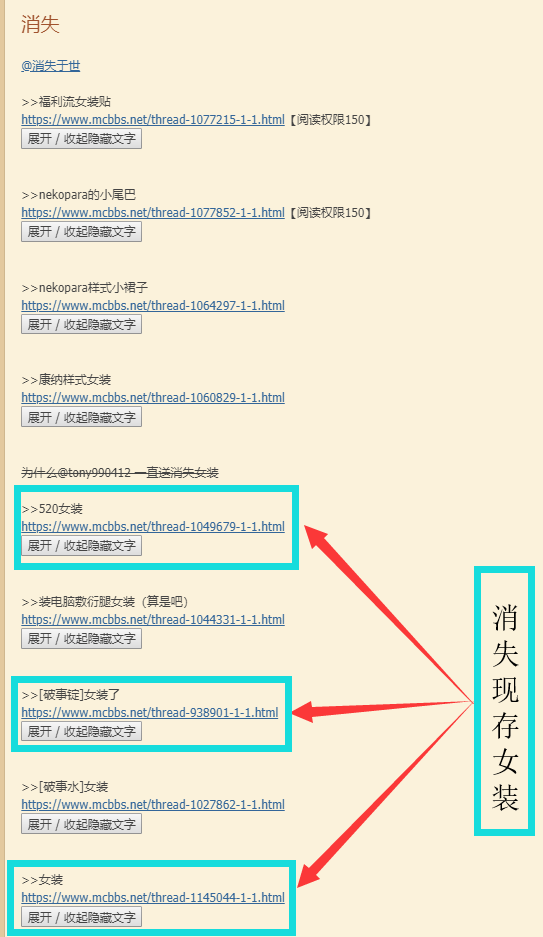 消失
@消失于世
>>福利流女装贴
https://www.mcbbs.net/thread-1077215-1-1.html【阅读权限150】
展开 / 收起隐藏文字
>>nekopara的小尾巴
https://www.mcbbs.net/thread-1077852-1-1.html【阅读权限150】
展开 / 收起隐藏文字
>>nekopara样式小裙子
https://www.mcbbs.net/thread-1064297-1-1.html
展开 / 收起隐藏文字
>>康纳样式女装
https://www.mcbbs.net/thread-1060829-1-1.html
展开 / 收起隐藏文字
为什么@tony990412 一直送消失女装
>>520女装
https://www.mcbbs.net/thread-1049679-1-1.html
展开 / 收起隐藏文字
>>装电脑敷衍腿女装（算是吧）
https://www.mcbbs.net/thread-1044331-1-1.html
展开 / 收起隐藏文字
>>[破事锭]女装了
https://www.mcbbs.net/thread-938901-1-1.html
展开 / 收起隐藏文字
>>[破事水]女装
https://www.mcbbs.net/thread-1027862-1-1.html
展开 / 收起隐藏文字
>>女装
https://www.mcbbs.net/thread-1145044-1-1.html
展开 / 收起隐藏文字
消失现存女装